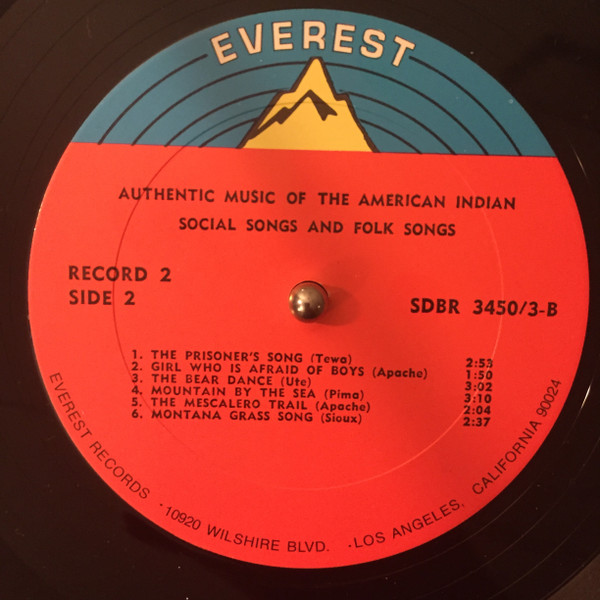 EVEREST
AUTHENTIC MUSIC OF THE AMERICAN INDIAN
SOCIAL SONGS AND FOLK SONGS
RECORD 2
SIDE 2
SDBR 3450/3-B
1. THE PRISONER'S SONG (Tewa) 2:53
2. GIRL WHO IS AFRAID OF BOYS (Apache) 1:50
3. THE BEAR DANCE (Ute) 3:02
4. MOUNTAIN BY THE SEA (Pima) 3:10
5. THE MESCALERO TRAIL (Apache) 2:04
6. MONTANA GRASS SONG (Sioux) 2:37
EVEREST RECORDS · 10920 WILSHIRE BLVD. · LOS ANGELES, CALIFORNIA 90024